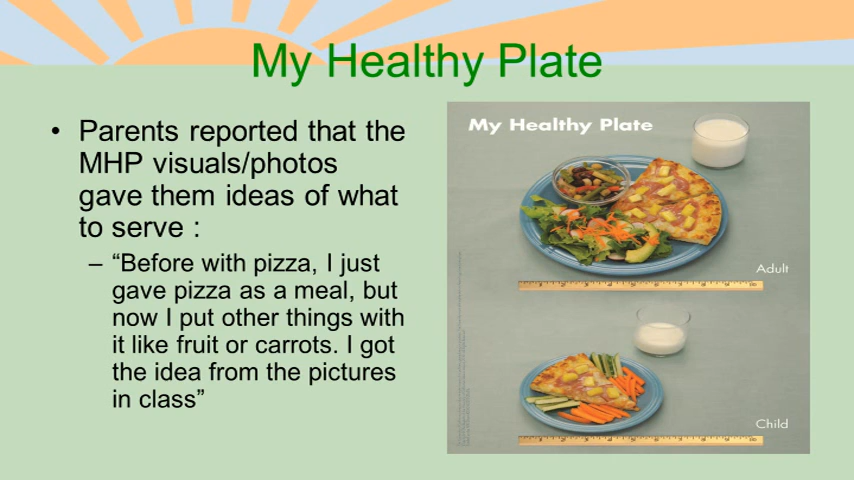 My Healthy Plate
• Parents reported that the
MHP visuals/photos
gave them ideas of what
to serve :
– “Before with pizza, I just
gave pizza as a meal, but
now I put other things with
it like fruit or carrots. I got
the idea from the pictures
in class”
My Healthy Plate
Adult
Child